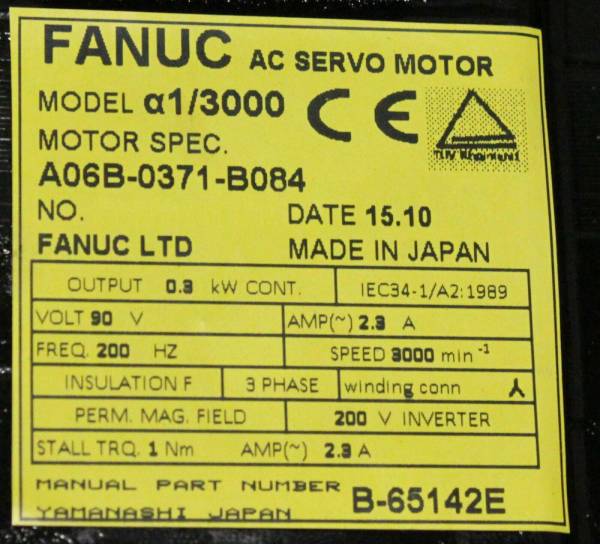 FANUC AC SERVO MOTOR
MODEL α1/3000
CE
MOTOR SPEC.
A06B-0371-B084
NO. DATE 15.10
FANUC LTD MADE IN JAPAN
OUTPUT 0.3 kW CONT. IEC34-1/A2:1989
VOLT 90 V AMP(~) 2.3 A
FREQ. 200 HZ SPEED 3000 min⁻¹
INSULATION F 3 PHASE winding conn
PERM. MAG. FIELD 200 V INVERTER
STALL TRQ. 1 Nm AMP(~) 2.3 A
MANUAL PART NUMBER B-65142E
YAMANASHI JAPAN